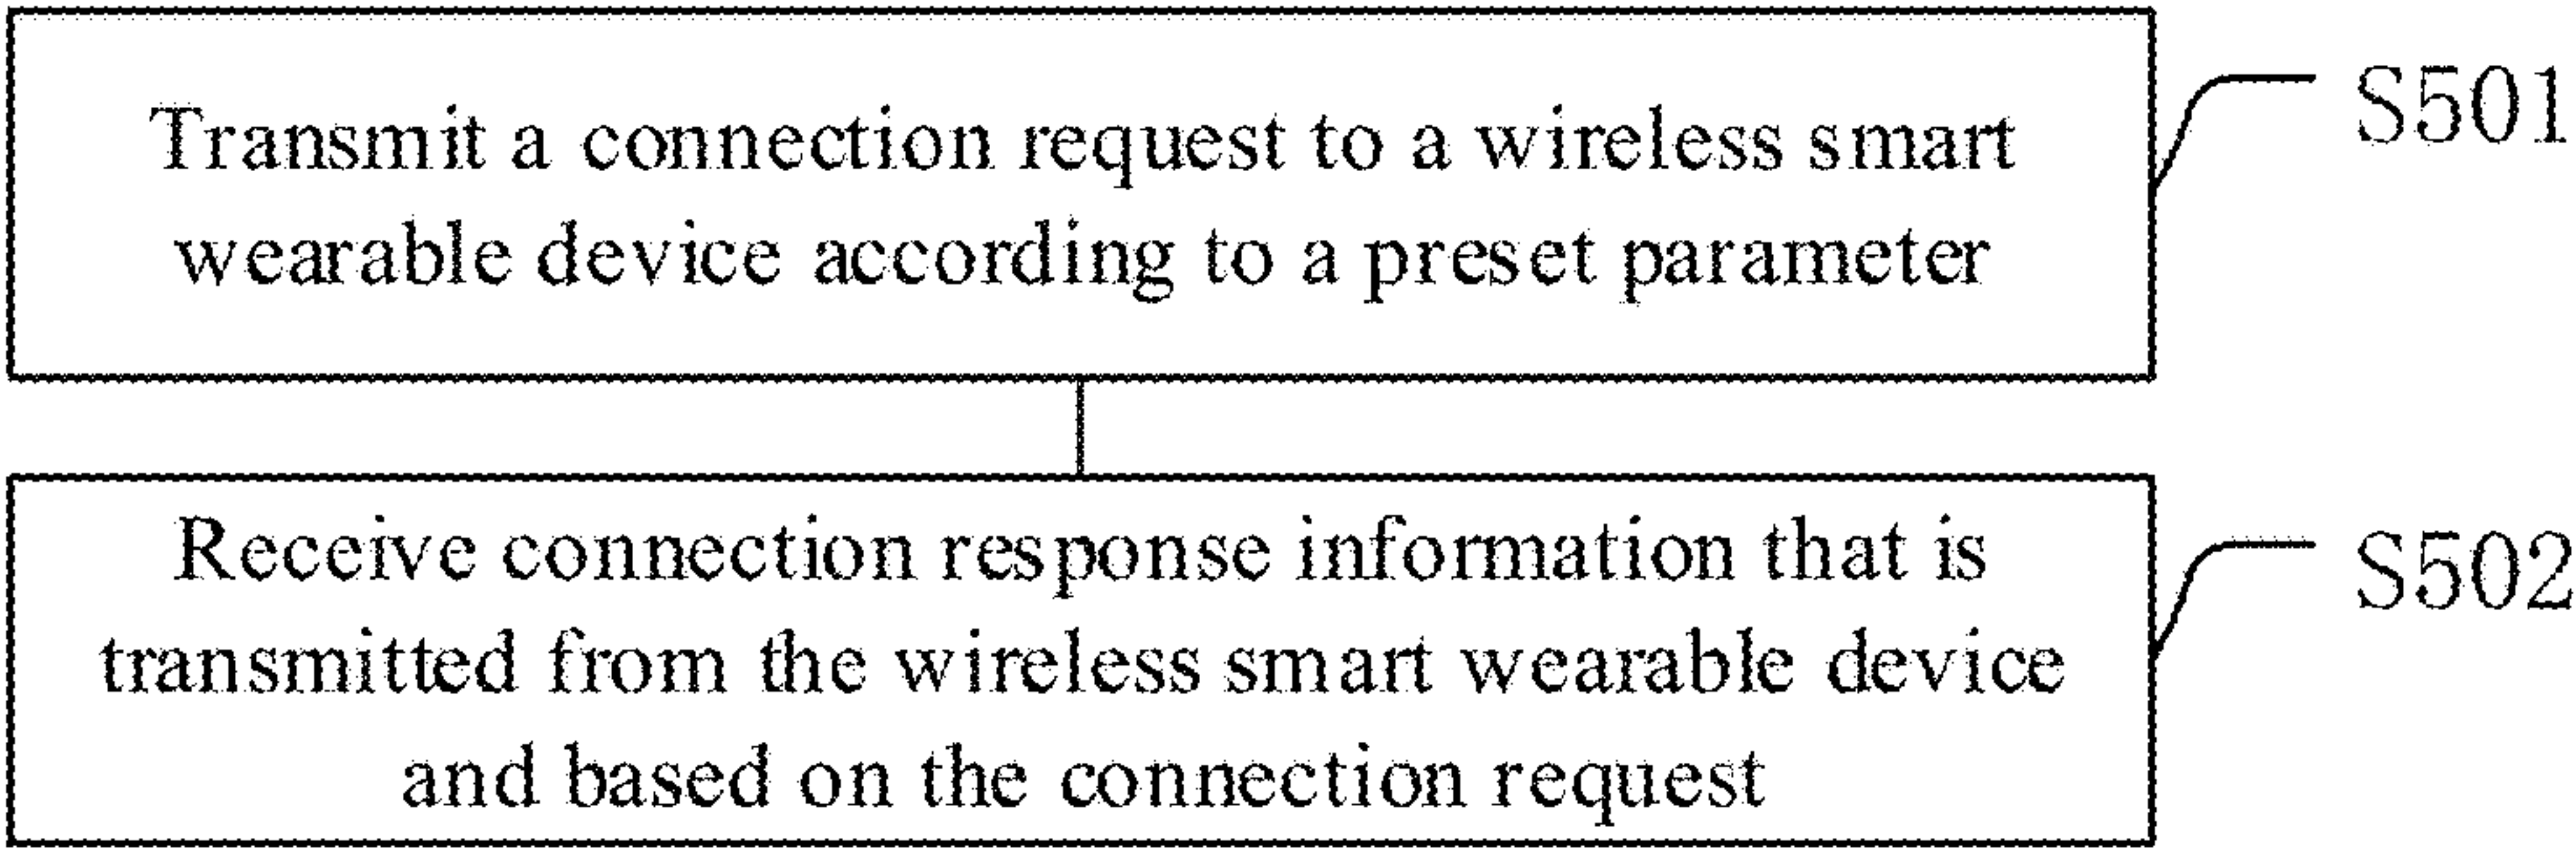 Transmit a connection request to a wireless smart
wearable device according to a preset parameter
S501
Receive connection response information that is
transmitted from the wireless smart wearable device
and based on the connection request
S502